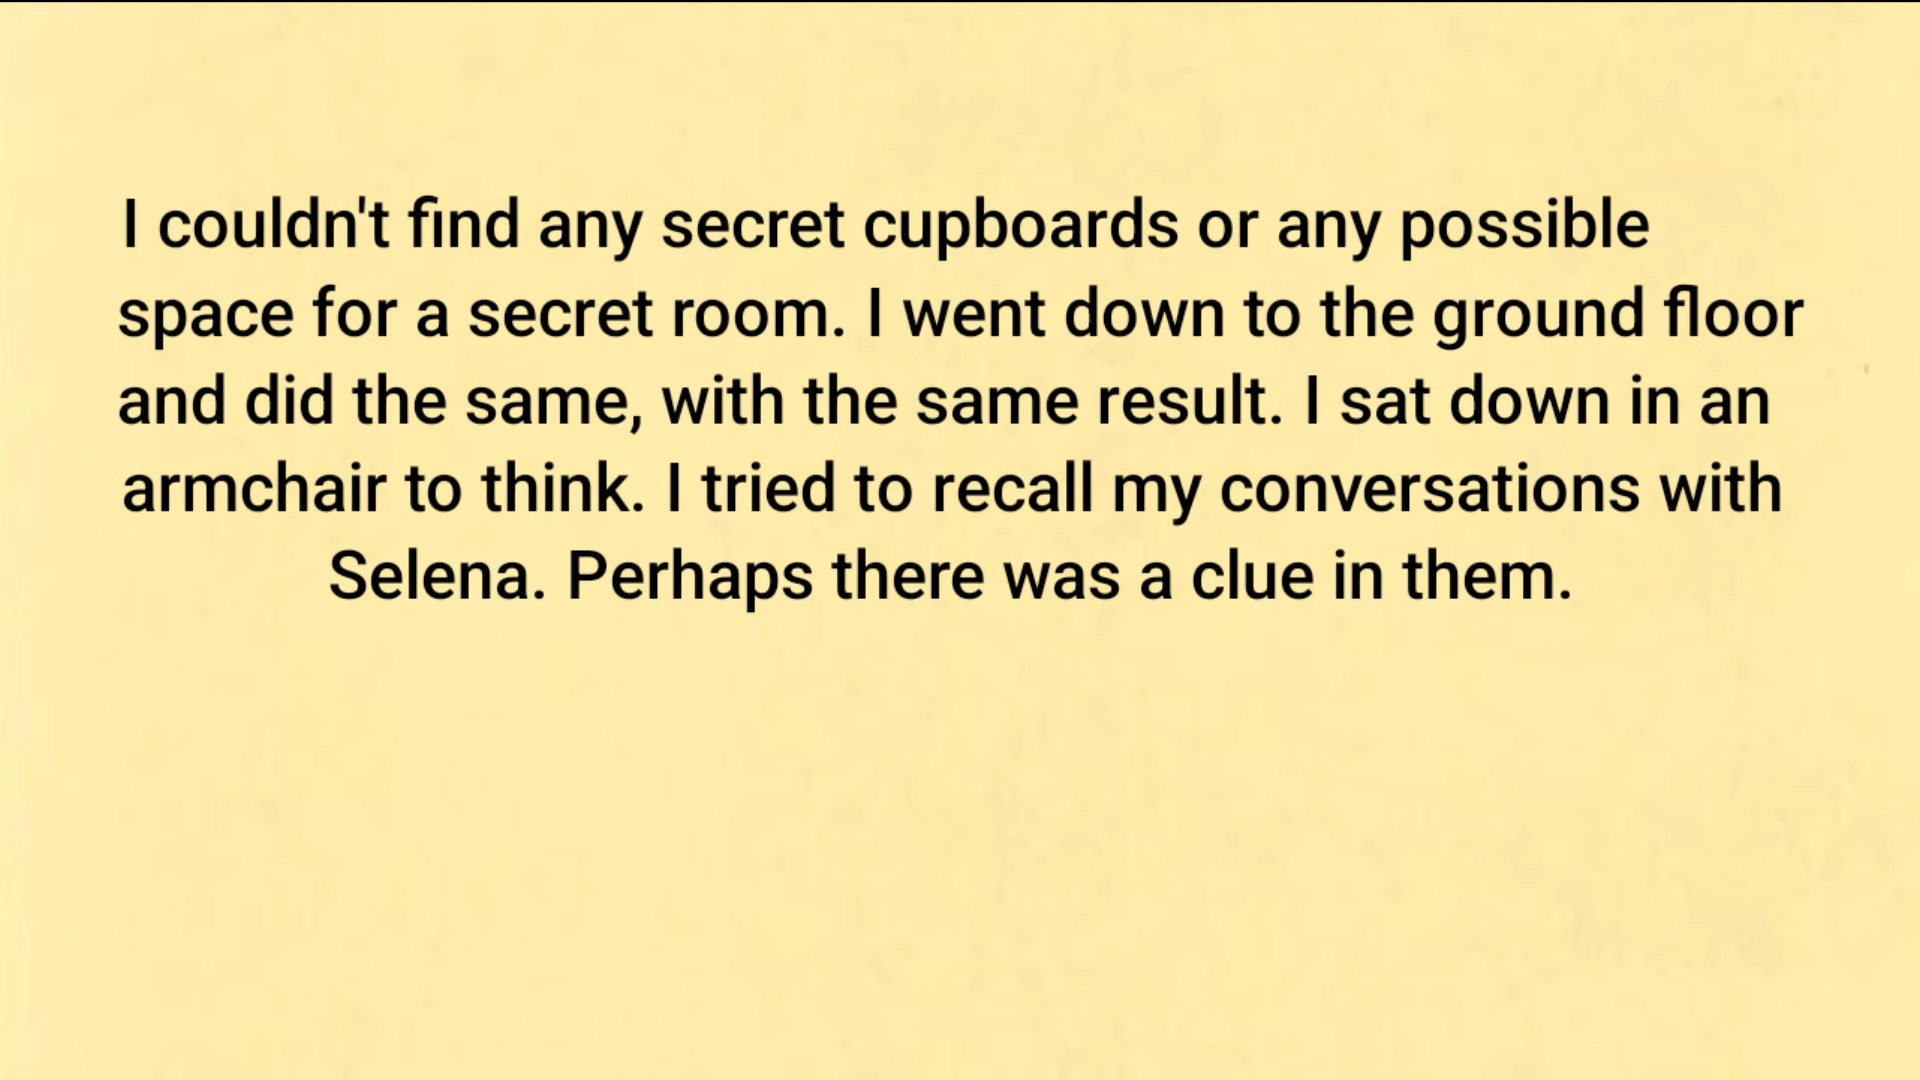 I couldn't find any secret cupboards or any possible
space for a secret room. I went down to the ground floor
and did the same, with the same result. I sat down in an
armchair to think. I tried to recall my conversations with
Selena. Perhaps there was a clue in them.